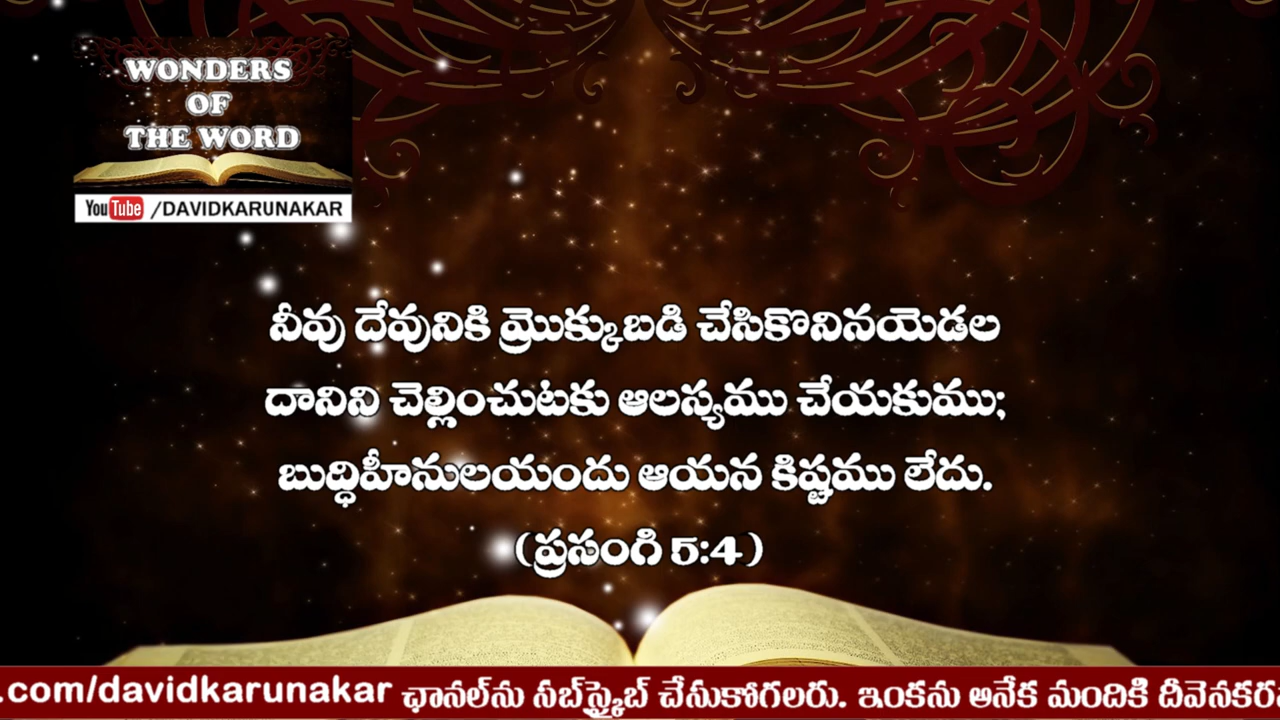 WONDERS
OF
THE WORD
YouTube /DAVIDKARUNAKAR
నీవు దేవునికి మ్రొక్కుబడి చేసికొనినయెడల
దానిని చెల్లించుటకు ఆలస్యము చేయకుము;
బుద్ధిహీనులయందు ఆయన కిష్టము లేదు.
(ప్రసంగి 5:4)
.com/davidkarunakar ఛానల్‌ను సబ్‌స్క్రైబ్ చేసుకోగలరు. ఇంకను అనేక మందికి దీవెనకర